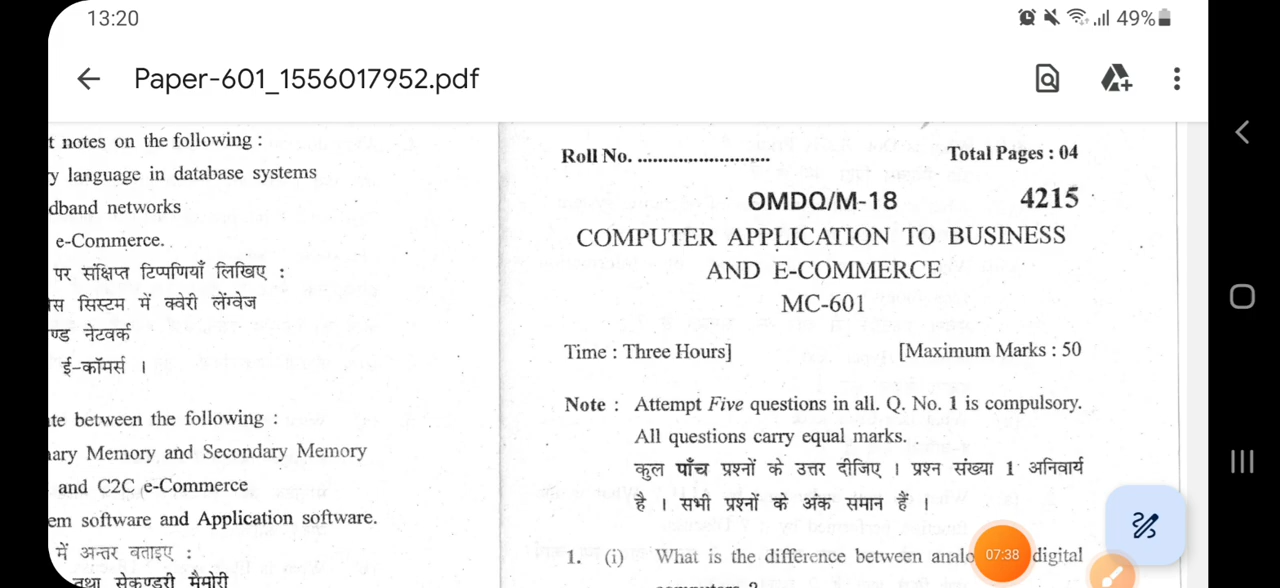 13:20
49%
Paper-601_1556017952.pdf
t notes on the following :
y language in database systems
dband networks
e-Commerce.
पर संक्षिप्त टिप्पणियाँ लिखिए :
स सिस्टम में क्वेरी लेंग्वेज
ण्ड नेटवर्क
ई-कॉमर्स ।
te between the following :
ary Memory and Secondary Memory
and C2C e-Commerce
em software and Application software.
में अन्तर बताइए :
तथा सेकण्डरी मैमोरी
Roll No. ..........................
Total Pages : 04
OMDQ/M-18
4215
COMPUTER APPLICATION TO BUSINESS
AND E-COMMERCE
MC-601
Time : Three Hours]
[Maximum Marks : 50
Note : Attempt Five questions in all. Q. No. 1 is compulsory.
All questions carry equal marks.
कुल पाँच प्रश्नों के उत्तर दीजिए । प्रश्न संख्या 1 अनिवार्य
है । सभी प्रश्नों के अंक समान हैं ।
1. (i) What is the difference between analo digital
07:38